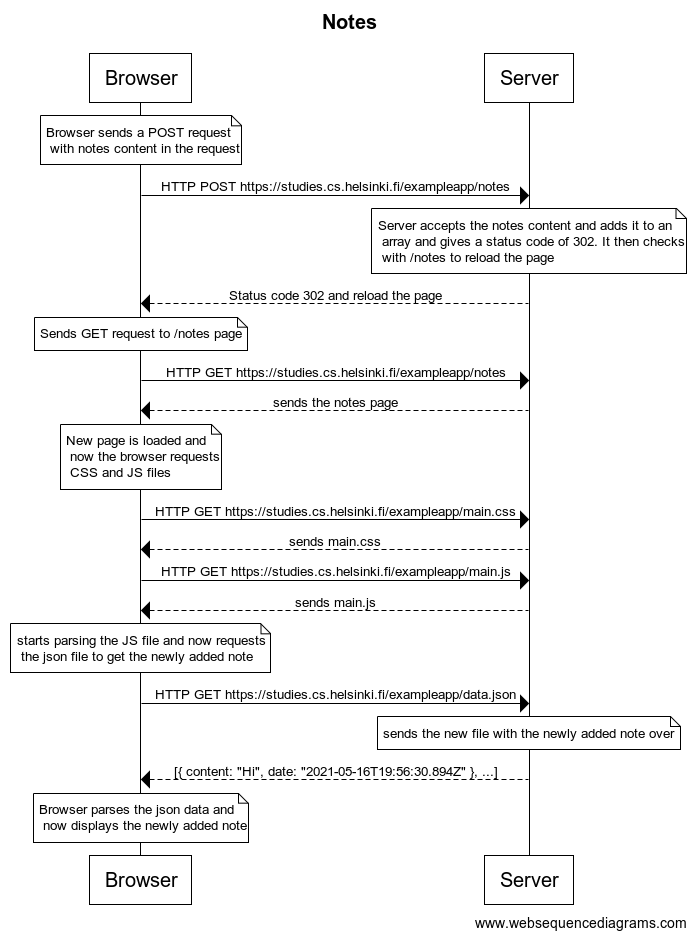 Notes
Browser
Server
Browser sends a POST request
with notes content in the request
HTTP POST https://studies.cs.helsinki.fi/exampleapp/notes
Server accepts the notes content and adds it to an
array and gives a status code of 302. It then checks
with /notes to reload the page
Status code 302 and reload the page
Sends GET request to /notes page
HTTP GET https://studies.cs.helsinki.fi/exampleapp/notes
sends the notes page
New page is loaded and
now the browser requests
CSS and JS files
HTTP GET https://studies.cs.helsinki.fi/exampleapp/main.css
sends main.css
HTTP GET https://studies.cs.helsinki.fi/exampleapp/main.js
sends main.js
starts parsing the JS file and now requests
the json file to get the newly added note
HTTP GET https://studies.cs.helsinki.fi/exampleapp/data.json
sends the new file with the newly added note over
[{ content: "Hi", date: "2021-05-16T19:56:30.894Z" }, ...]
Browser parses the json data and
now displays the newly added note
Browser
Server
www.websequencediagrams.com